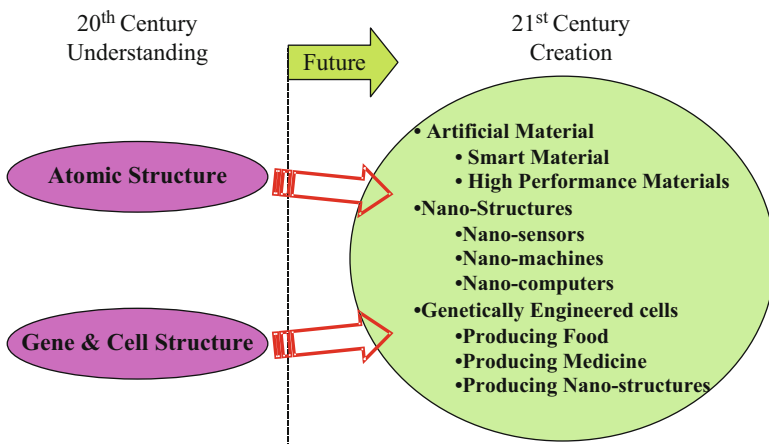 20th Century
Understanding
Future
21st Century
Creation
Atomic Structure
Gene & Cell Structure
• Artificial Material
• Smart Material
• High Performance Materials
•Nano-Structures
•Nano-sensors
•Nano-machines
•Nano-computers
•Genetically Engineered cells
•Producing Food
•Producing Medicine
•Producing Nano-structures